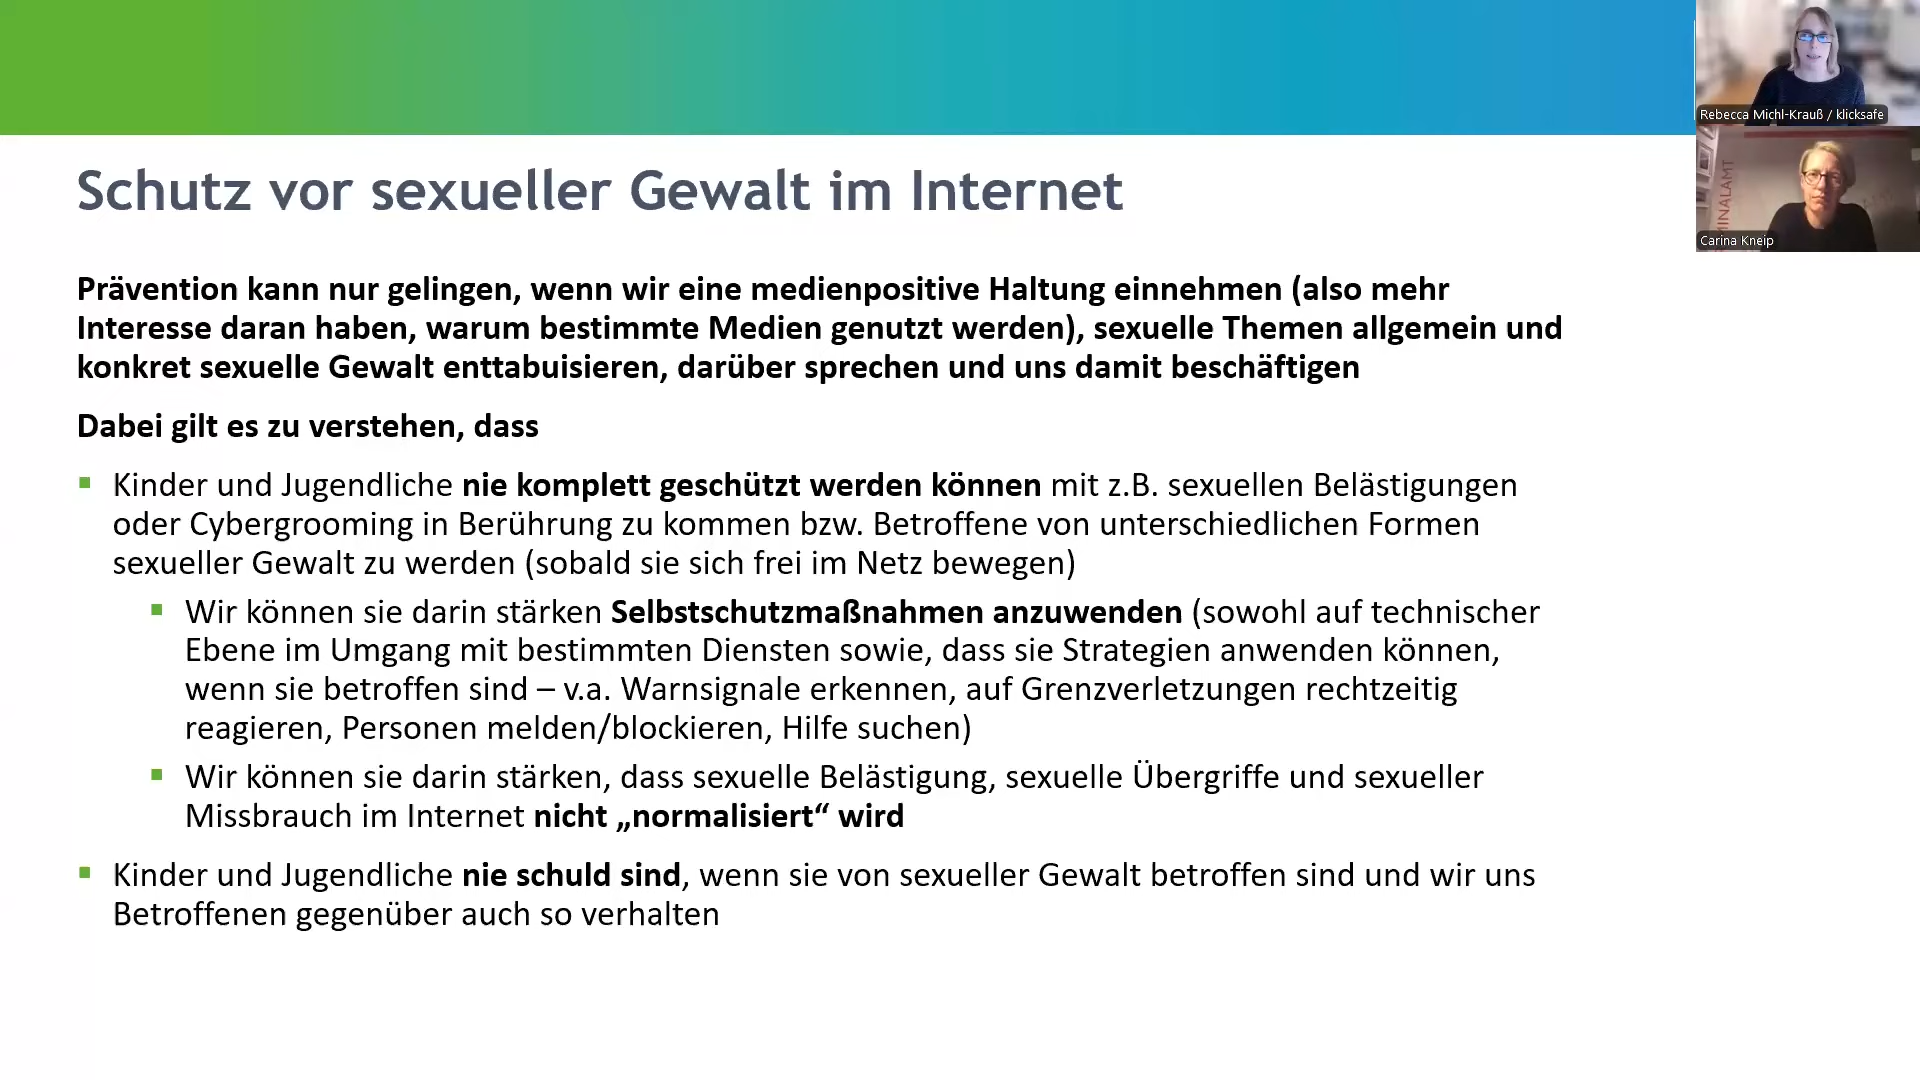 Schutz vor sexueller Gewalt im Internet
Prävention kann nur gelingen, wenn wir eine medienpositive Haltung einnehmen (also mehr
Interesse daran haben, warum bestimmte Medien genutzt werden), sexuelle Themen allgemein und
konkret sexuelle Gewalt enttabuisieren, darüber sprechen und uns damit beschäftigen
Dabei gilt es zu verstehen, dass
Kinder und Jugendliche nie komplett geschützt werden können mit z.B. sexuellen Belästigungen
oder Cybergrooming in Berührung zu kommen bzw. Betroffene von unterschiedlichen Formen
sexueller Gewalt zu werden (sobald sie sich frei im Netz bewegen)
Wir können sie darin stärken Selbstschutzmaßnahmen anzuwenden (sowohl auf technischer
Ebene im Umgang mit bestimmten Diensten sowie, dass sie Strategien anwenden können,
wenn sie betroffen sind – v.a. Warnsignale erkennen, auf Grenzverletzungen rechtzeitig
reagieren, Personen melden/blockieren, Hilfe suchen)
Wir können sie darin stärken, dass sexuelle Belästigung, sexuelle Übergriffe und sexueller
Missbrauch im Internet nicht „normalisiert“ wird
Kinder und Jugendliche nie schuld sind, wenn sie von sexueller Gewalt betroffen sind und wir uns
Betroffenen gegenüber auch so verhalten
Rebecca Michl-Krauß / klicksafe
MINALAMT
Carina Kneip